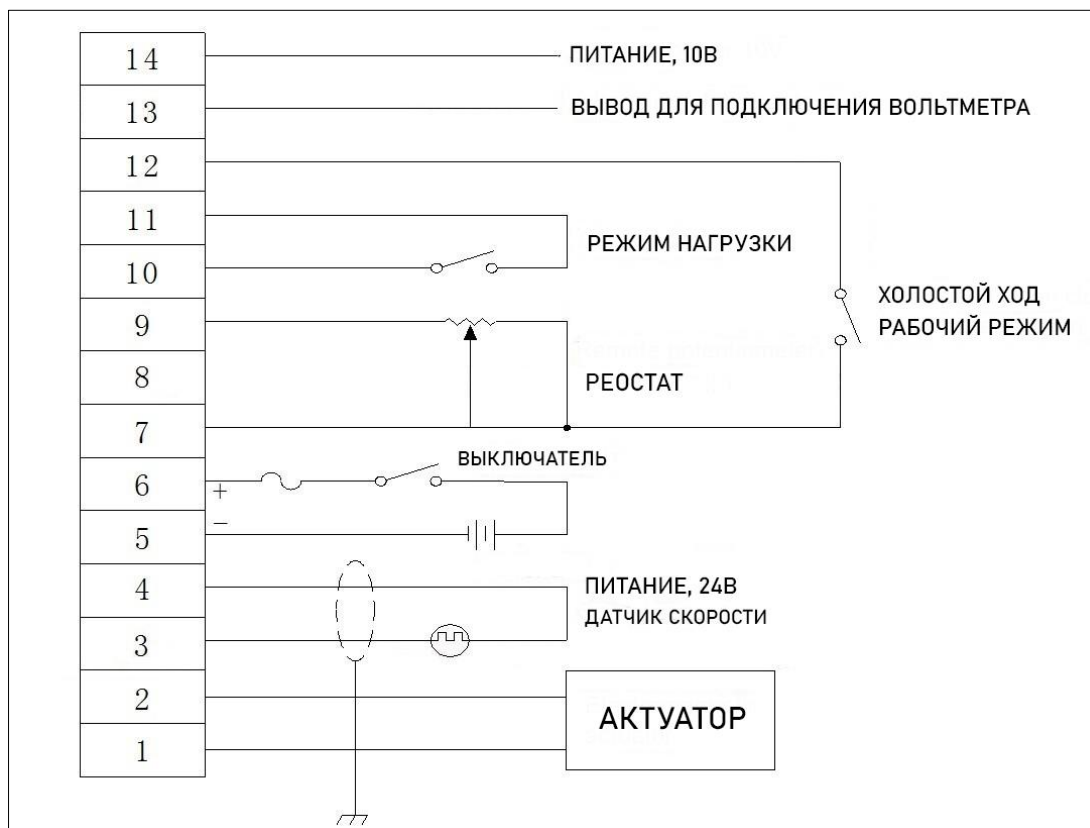 14
ПИТАНИЕ, 10В
13
ВЫВОД ДЛЯ ПОДКЛЮЧЕНИЯ ВОЛЬТМЕТРА
12
11
РЕЖИМ НАГРУЗКИ
10
ХОЛОСТОЙ ХОД
РАБОЧИЙ РЕЖИМ
9
8
РЕОСТАТ
7
ВЫКЛЮЧАТЕЛЬ
6
+
−
5
4
ПИТАНИЕ, 24В
ДАТЧИК СКОРОСТИ
3
2
АКТУАТОР
1